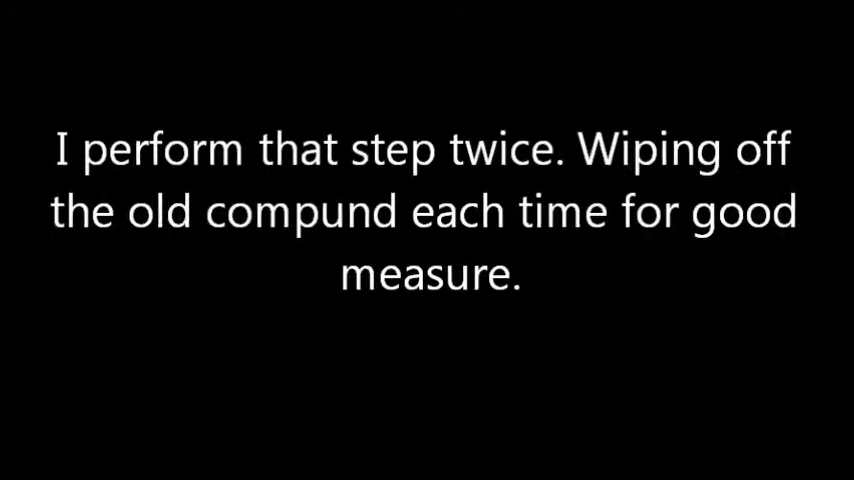 I perform that step twice. Wiping off
the old compund each time for good
measure.